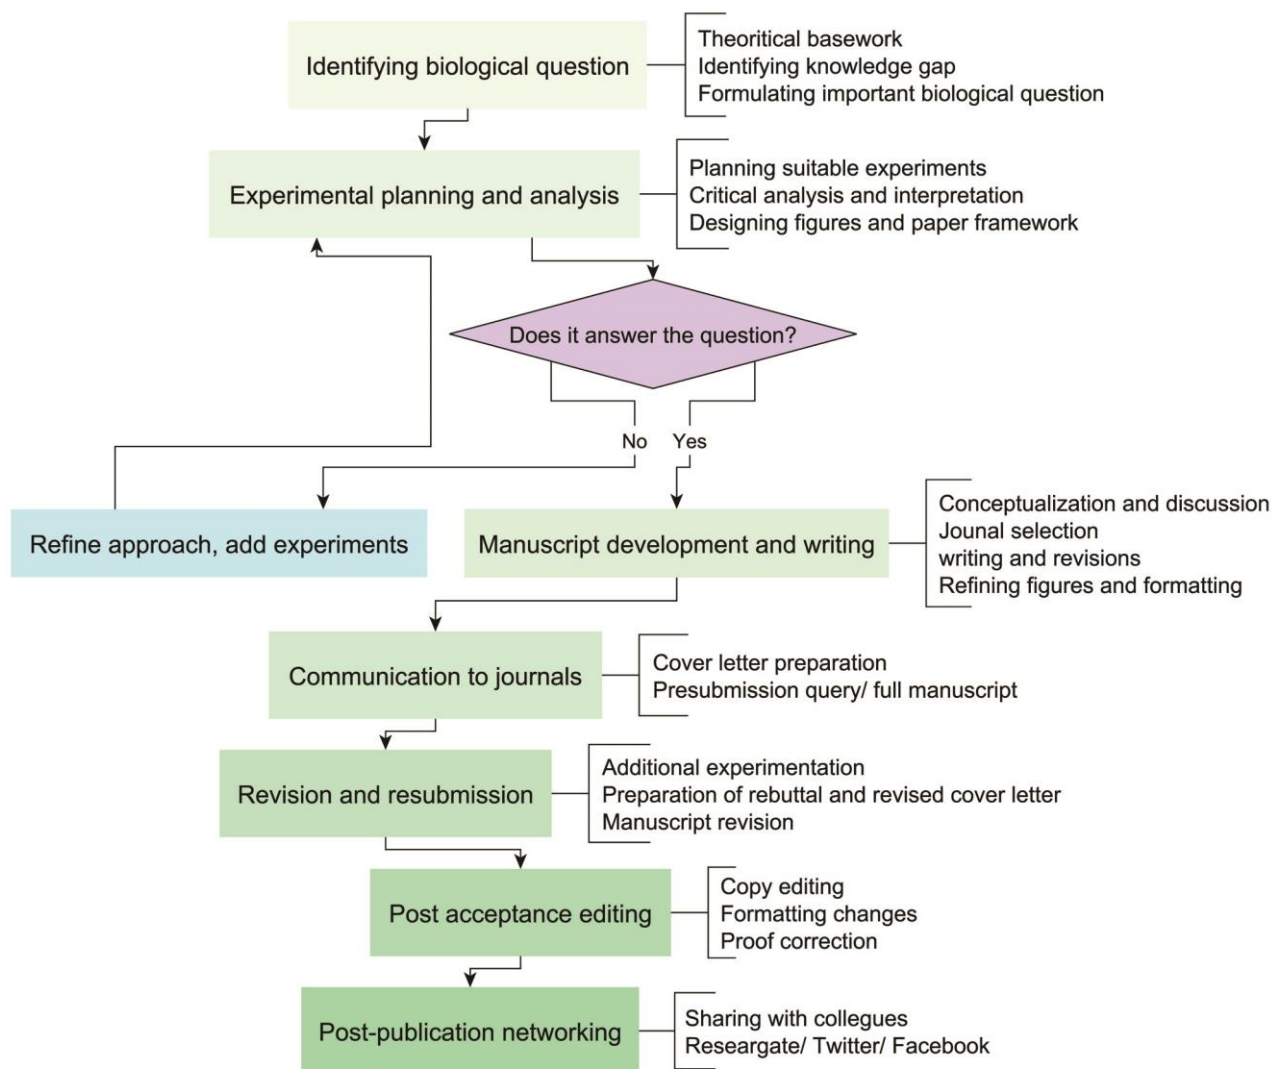 Identifying biological question
Theoritical basework
Identifying knowledge gap
Formulating important biological question
Experimental planning and analysis
Planning suitable experiments
Critical analysis and interpretation
Designing figures and paper framework
Does it answer the question?
No
Yes
Refine approach, add experiments
Manuscript development and writing
Conceptualization and discussion
Jounal selection
writing and revisions
Refining figures and formatting
Communication to journals
Cover letter preparation
Presubmission query/ full manuscript
Revision and resubmission
Additional experimentation
Preparation of rebuttal and revised cover letter
Manuscript revision
Post acceptance editing
Copy editing
Formatting changes
Proof correction
Post-publication networking
Sharing with collegues
Researgate/ Twitter/ Facebook